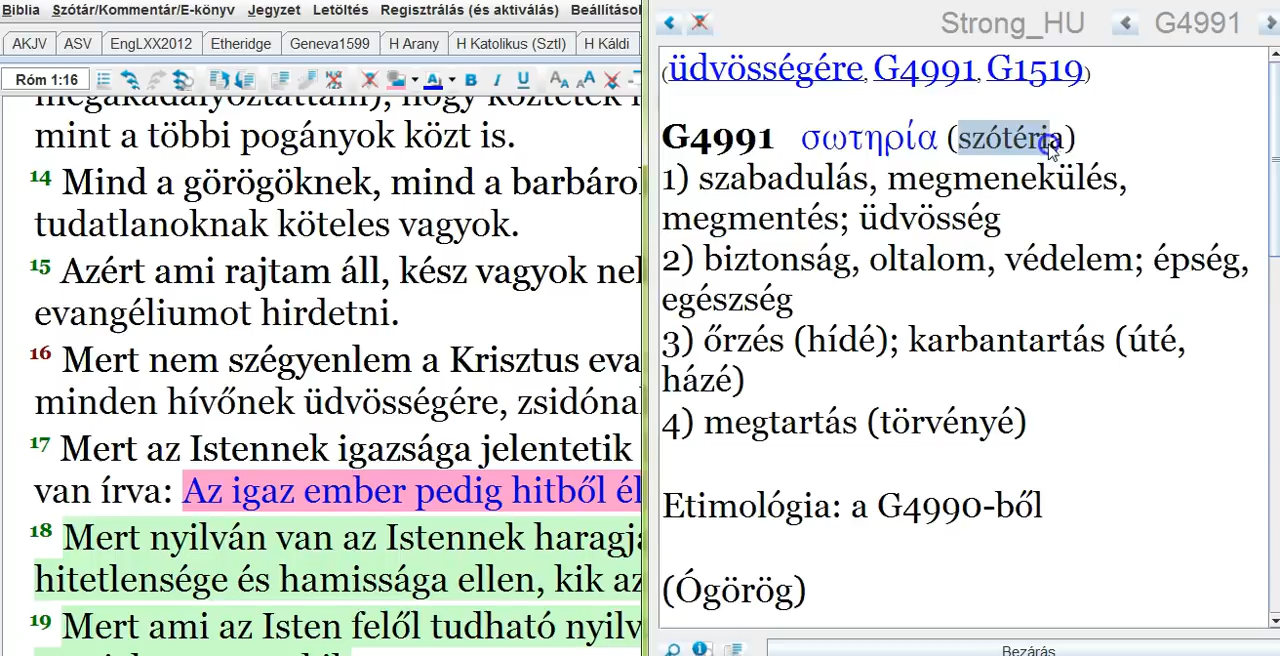 Biblia Szótár/Kommentár/E-könyv Jegyzet Letöltés Regisztrálás (és aktiválás) Beállítások
AKJV ASV EngLXX2012 Etheridge Geneva1599 H Arany H Katolikus (Sztl) H Káldi
Róm 1:16
mint a többi pogányok közt is.
14 Mind a görögöknek, mind a barbáro
tudatlanoknak köteles vagyok.
15 Azért ami rajtam áll, kész vagyok nek
evangéliumot hirdetni.
16 Mert nem szégyenlem a Krisztus eva
minden hívőnek üdvösségére, zsidóna
17 Mert az Istennek igazsága jelentetik
van írva: Az igaz ember pedig hitből él
18 Mert nyilván van az Istennek haragja
hitetlensége és hamissága ellen, kik az
19 Mert ami az Isten felől tudható nyilv
Strong_HU G4991
(üdvösségére, G4991, G1519)
G4991 σωτηρία (szótéria)
1) szabadulás, megmenekülés,
megmentés; üdvösség
2) biztonság, oltalom, védelem; épség,
egészség
3) őrzés (hídé); karbantartás (úté,
házé)
4) megtartás (törvényé)
Etimológia: a G4990-ből
(Ógörög)
Bezárás